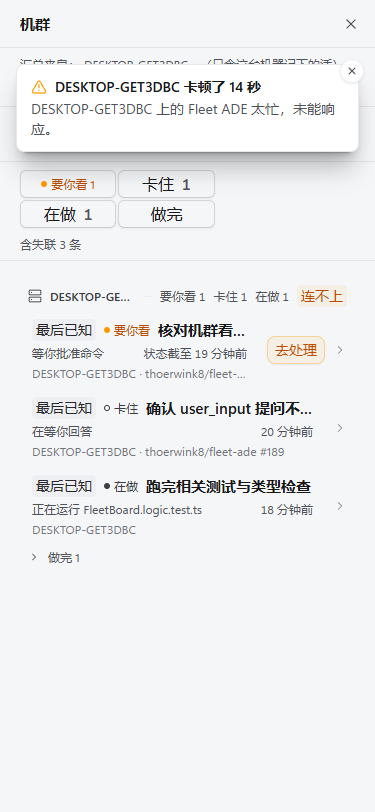 机群
DESKTOP-GET3DBC 卡顿了 14 秒
DESKTOP-GET3DBC 上的 Fleet ADE 太忙，未能响
应。
要你看 1
卡住 1
在做 1
做完
含失联 3 条
DESKTOP-GE... 要你看 1 卡住 1 在做 1 连不上
最后已知 要你看 核对机群看...
等你批准命令 状态截至 19 分钟前 去处理
DESKTOP-GET3DBC · thoerwink8/fleet-...
最后已知 卡住 确认 user_input 提问不...
在等你回答 20 分钟前
DESKTOP-GET3DBC · thoerwink8/fleet-ade #189
最后已知 在做 跑完相关测试与类型检查
正在运行 FleetBoard.logic.test.ts 18 分钟前
DESKTOP-GET3DBC
做完 1